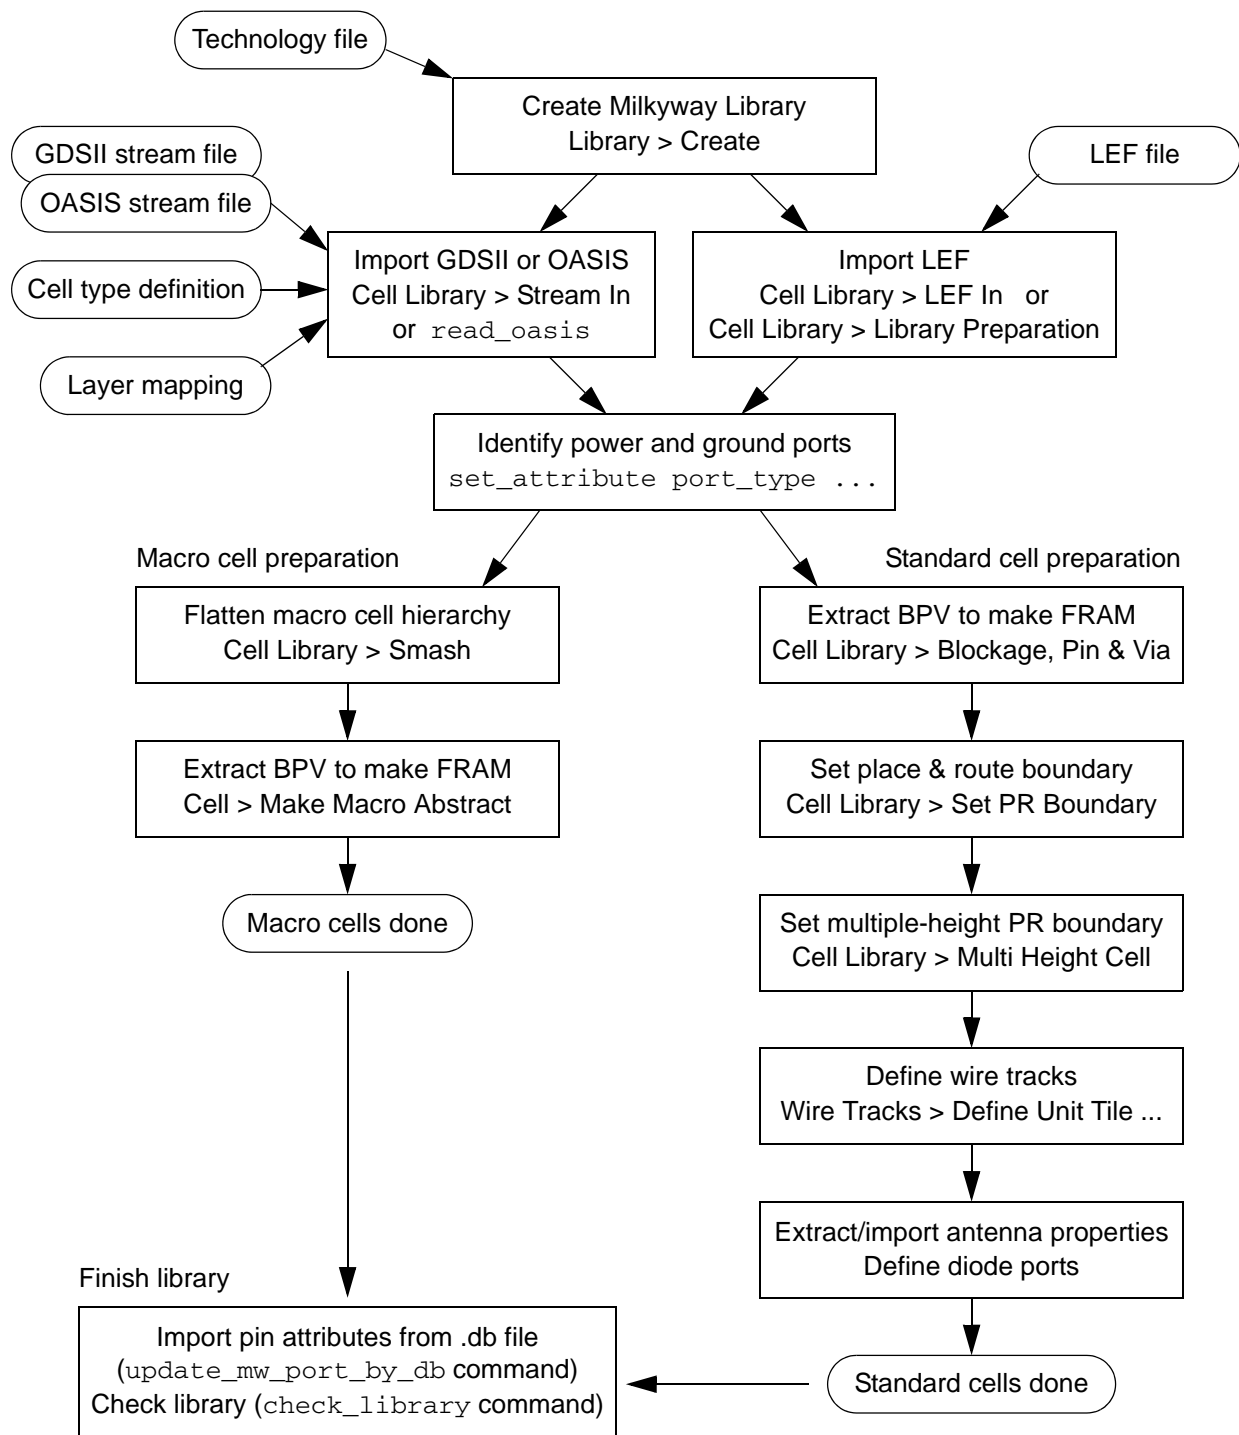 Technology file
Create Milkyway Library
Library > Create
GDSII stream file
OASIS stream file
LEF file
Import GDSII or OASIS
Cell Library > Stream In
or read_oasis
Import LEF
Cell Library > LEF In or
Cell Library > Library Preparation
Cell type definition
Layer mapping
Identify power and ground ports
set_attribute port_type ...
Macro cell preparation
Flatten macro cell hierarchy
Cell Library > Smash
Extract BPV to make FRAM
Cell > Make Macro Abstract
Macro cells done
Standard cell preparation
Extract BPV to make FRAM
Cell Library > Blockage, Pin & Via
Set place & route boundary
Cell Library > Set PR Boundary
Set multiple-height PR boundary
Cell Library > Multi Height Cell
Define wire tracks
Wire Tracks > Define Unit Tile ...
Extract/import antenna properties
Define diode ports
Standard cells done
Finish library
Import pin attributes from .db file
(update_mw_port_by_db command)
Check library (check_library command)